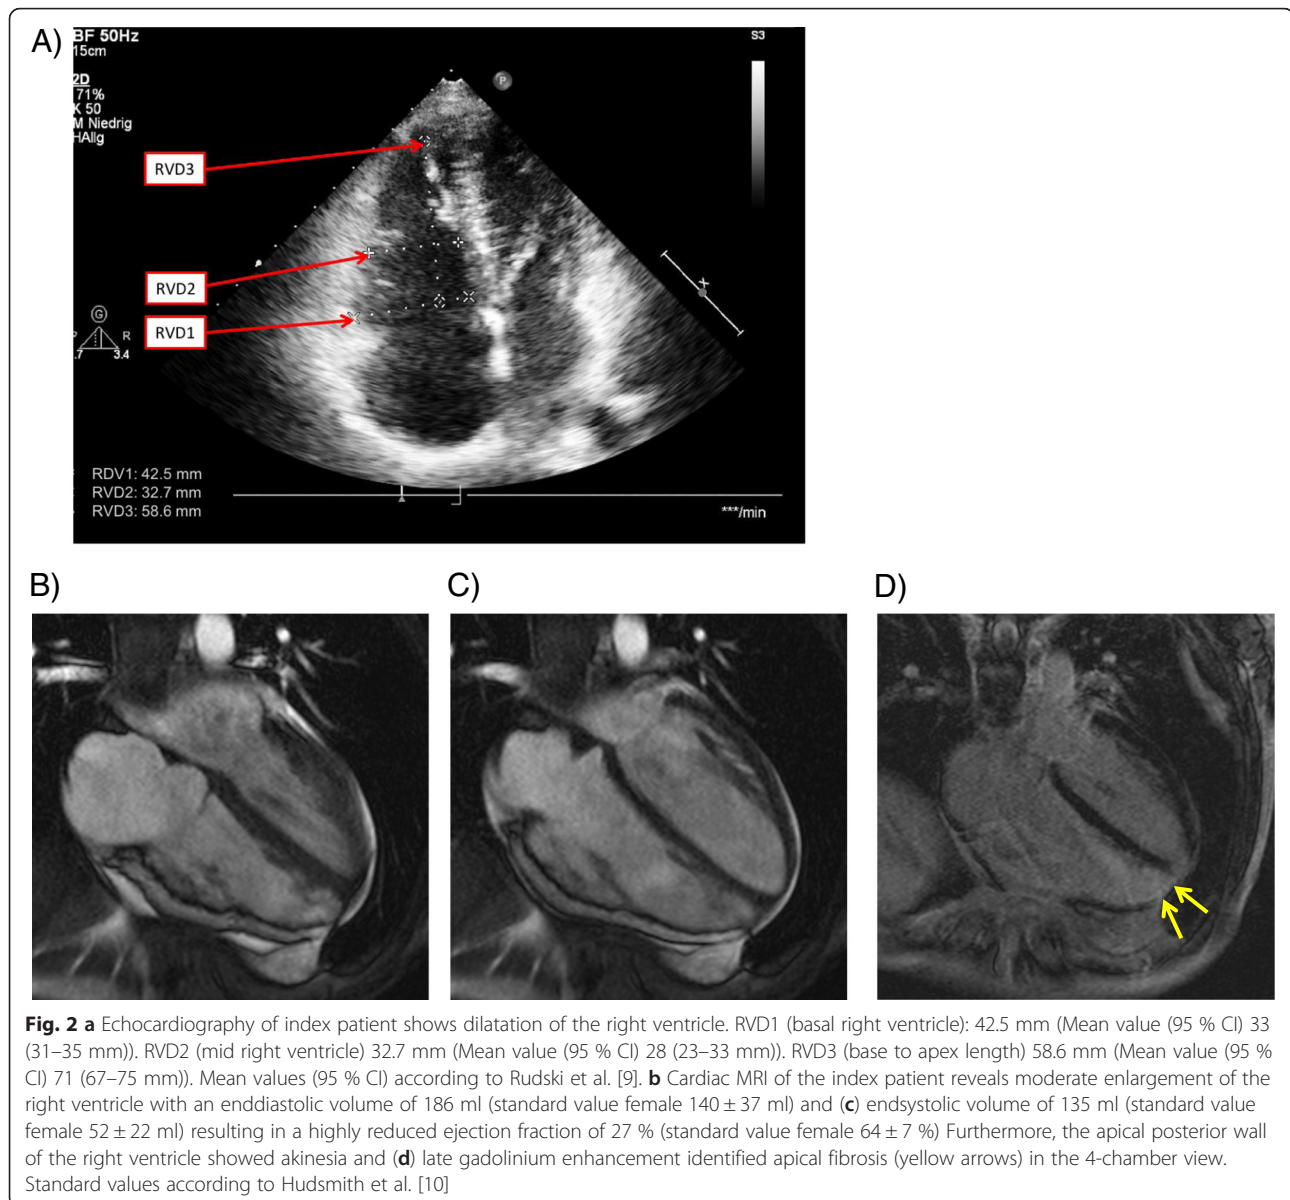 A)
BF 50Hz
15cm
S3
2D
71%
K 50
M Niedrig
HAllg
P
RVD3
RVD2
RVD1
G
P R
.7 3.4
RDV1: 42.5 mm
RVD2: 32.7 mm
RVD3: 58.6 mm
***/min
B)
C)
D)
Fig. 2 a Echocardiography of index patient shows dilatation of the right ventricle. RVD1 (basal right ventricle): 42.5 mm (Mean value (95 % CI) 33
(31–35 mm)). RVD2 (mid right ventricle) 32.7 mm (Mean value (95 % CI) 28 (23–33 mm)). RVD3 (base to apex length) 58.6 mm (Mean value (95 %
CI) 71 (67–75 mm)). Mean values (95 % CI) according to Rudski et al. [9]. b Cardiac MRI of the index patient reveals moderate enlargement of the
right ventricle with an enddiastolic volume of 186 ml (standard value female 140 ± 37 ml) and (c) endsystolic volume of 135 ml (standard value
female 52 ± 22 ml) resulting in a highly reduced ejection fraction of 27 % (standard value female 64 ± 7 %) Furthermore, the apical posterior wall
of the right ventricle showed akinesia and (d) late gadolinium enhancement identified apical fibrosis (yellow arrows) in the 4-chamber view.
Standard values according to Hudsmith et al. [10]